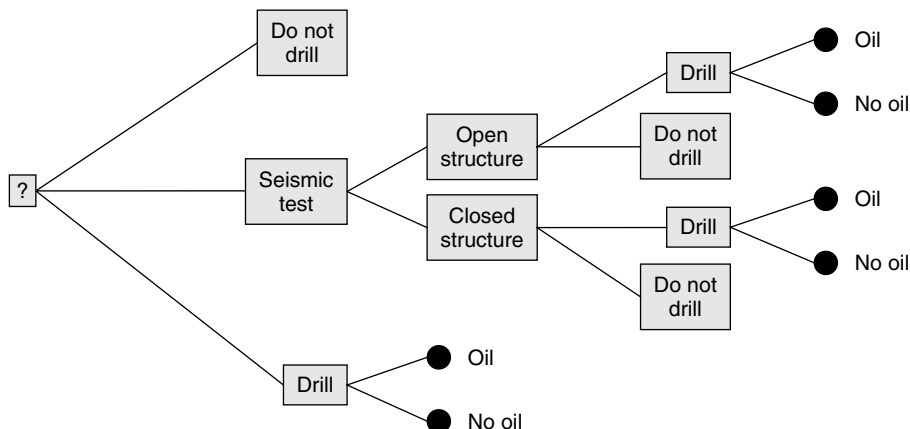 Do not
drill
Oil
Drill
No oil
Open
structure
Do not
drill
?
Seismic
test
Closed
structure
Oil
Drill
No oil
Do not
drill
Oil
Drill
No oil